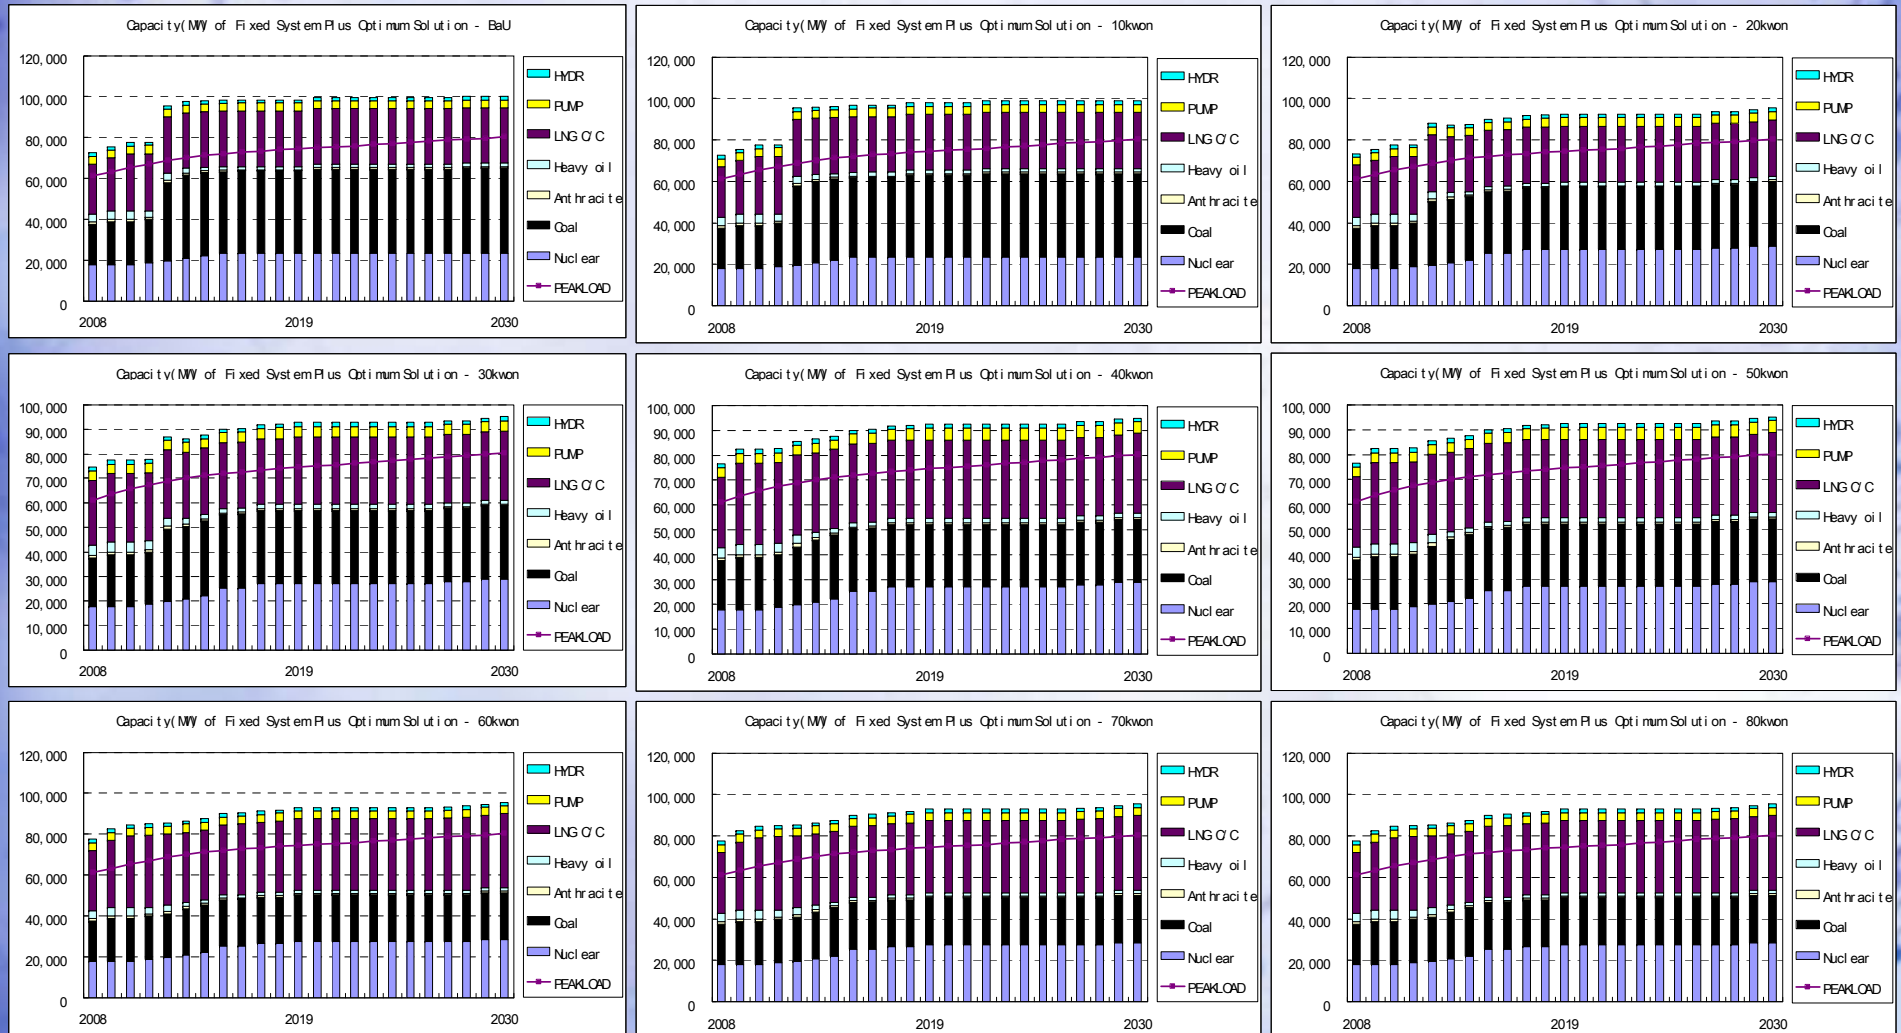 Capacity(MW) of Fixed System Plus Optimum Solution - BaU
120,000
100,000
80,000
60,000
40,000
20,000
0
2008
2019
2030
HYDR
PUMP
LNG C/C
Heavy oil
Anthracite
Coal
Nuclear
PEAKLOAD
Capacity(MW) of Fixed System Plus Optimum Solution - 10kwon
120,000
100,000
80,000
60,000
40,000
20,000
0
2008
2019
2030
HYDR
PUMP
LNG C/C
Heavy oil
Anthracite
Coal
Nuclear
PEAKLOAD
Capacity(MW) of Fixed System Plus Optimum Solution - 20kwon
120,000
100,000
80,000
60,000
40,000
20,000
0
2008
2019
2030
HYDR
PUMP
LNG C/C
Heavy oil
Anthracite
Coal
Nuclear
PEAKLOAD
Capacity(MW) of Fixed System Plus Optimum Solution - 30kwon
100,000
90,000
80,000
70,000
60,000
50,000
40,000
30,000
20,000
10,000
0
2008
2019
2030
HYDR
PUMP
LNG C/C
Heavy oil
Anthracite
Coal
Nuclear
PEAKLOAD
Capacity(MW) of Fixed System Plus Optimum Solution - 40kwon
100,000
90,000
80,000
70,000
60,000
50,000
40,000
30,000
20,000
10,000
0
2008
2019
2030
HYDR
PUMP
LNG C/C
Heavy oil
Anthracite
Coal
Nuclear
PEAKLOAD
Capacity(MW) of Fixed System Plus Optimum Solution - 50kwon
100,000
90,000
80,000
70,000
60,000
50,000
40,000
30,000
20,000
10,000
0
2008
2019
2030
HYDR
PUMP
LNG C/C
Heavy oil
Anthracite
Coal
Nuclear
PEAKLOAD
Capacity(MW) of Fixed System Plus Optimum Solution - 60kwon
120,000
100,000
80,000
60,000
40,000
20,000
0
2008
2019
2030
HYDR
PUMP
LNG C/C
Heavy oil
Anthracite
Coal
Nuclear
PEAKLOAD
Capacity(MW) of Fixed System Plus Optimum Solution - 70kwon
120,000
100,000
80,000
60,000
40,000
20,000
0
2008
2019
2030
HYDR
PUMP
LNG C/C
Heavy oil
Anthracite
Coal
Nuclear
PEAKLOAD
Capacity(MW) of Fixed System Plus Optimum Solution - 80kwon
120,000
100,000
80,000
60,000
40,000
20,000
0
2008
2019
2030
HYDR
PUMP
LNG C/C
Heavy oil
Anthracite
Coal
Nuclear
PEAKLOAD